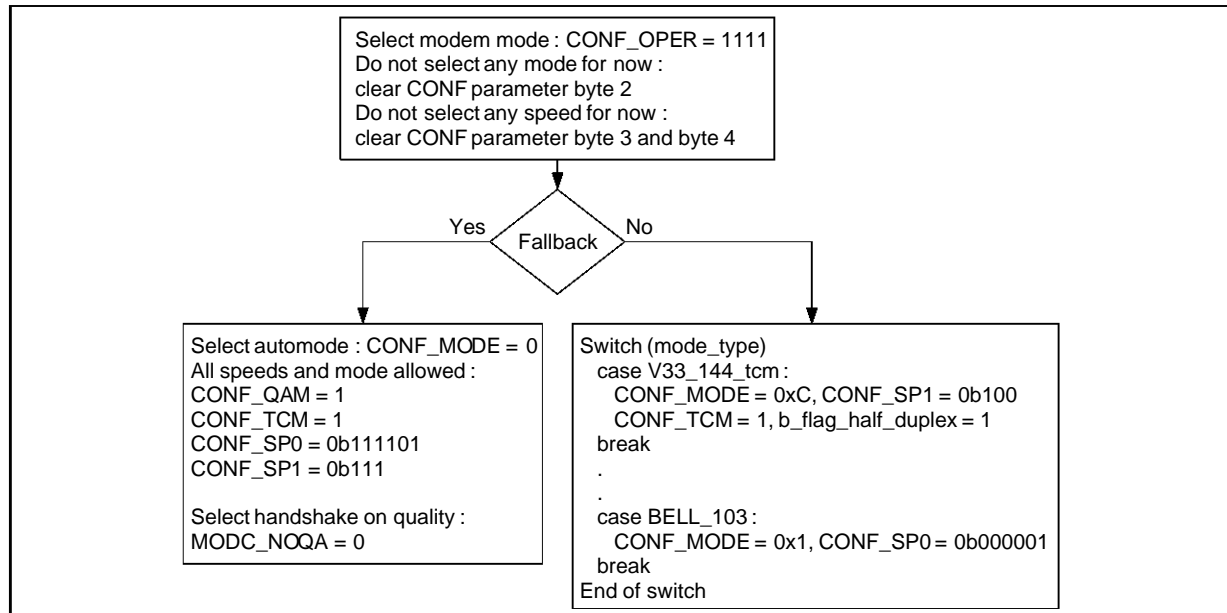 Select modem mode : CONF_OPER = 1111
Do not select any mode for now :
clear CONF parameter byte 2
Do not select any speed for now :
clear CONF parameter byte 3 and byte 4
Yes
Fallback
No
Select automode : CONF_MODE = 0
All speeds and mode allowed :
CONF_QAM = 1
CONF_TCM = 1
CONF_SP0 = 0b111101
CONF_SP1 = 0b111
Select handshake on quality :
MODC_NOQA = 0
Switch (mode_type)
case V33_144_tcm :
CONF_MODE = 0xC, CONF_SP1 = 0b100
CONF_TCM = 1, b_flag_half_duplex = 1
break
.
.
case BELL_103 :
CONF_MODE = 0x1, CONF_SP0 = 0b000001
break
End of switch